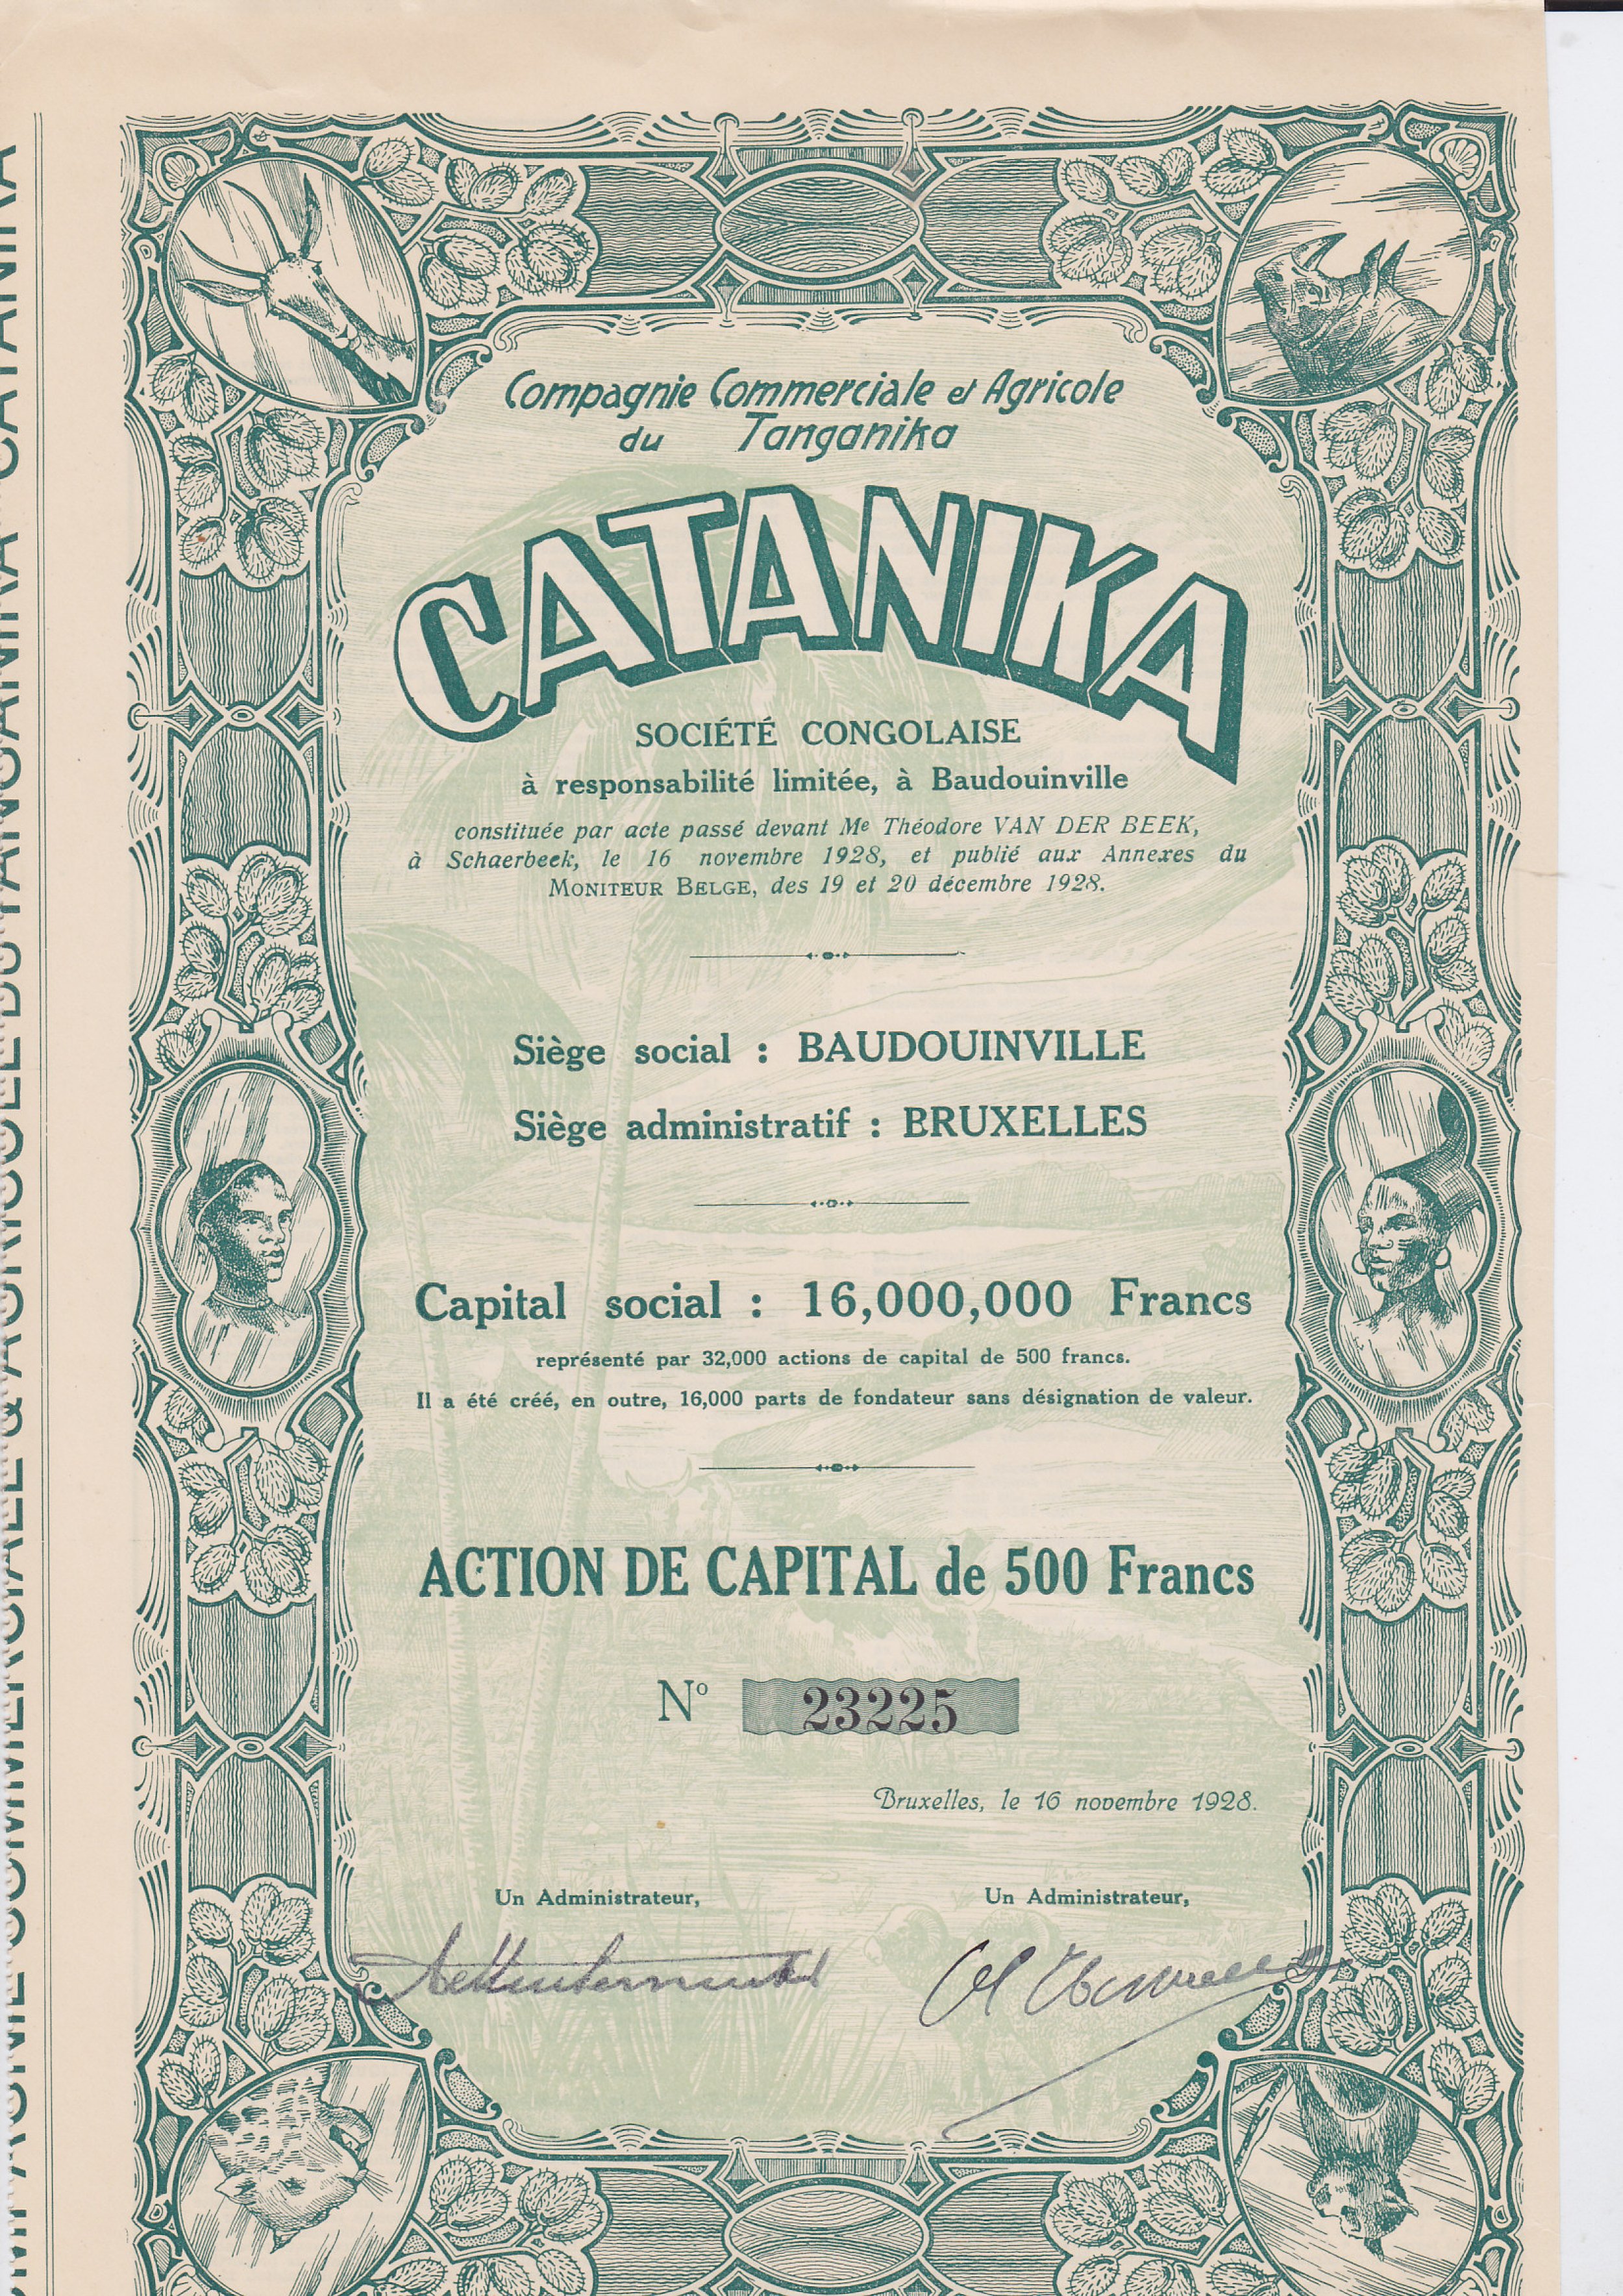 Compagnie Commerciale et Agricole
du Tanganika
CATANIKA
SOCIÉTÉ CONGOLAISE
à responsabilité limitée, à Baudouinville
constituée par acte passé devant Me Théodore VAN DER BEEK,
à Schaerbeek, le 16 novembre 1928, et publié aux Annexes du
MONITEUR BELGE, des 19 et 20 décembre 1928.
Siège social : BAUDOUINVILLE
Siège administratif : BRUXELLES
Capital social : 16,000,000 Francs
représenté par 32,000 actions de capital de 500 francs.
Il a été créé, en outre, 16,000 parts de fondateur sans désignation de valeur.
ACTION DE CAPITAL de 500 Francs
No 23225
Bruxelles, le 16 novembre 1928.
Un Administrateur, Un Administrateur,